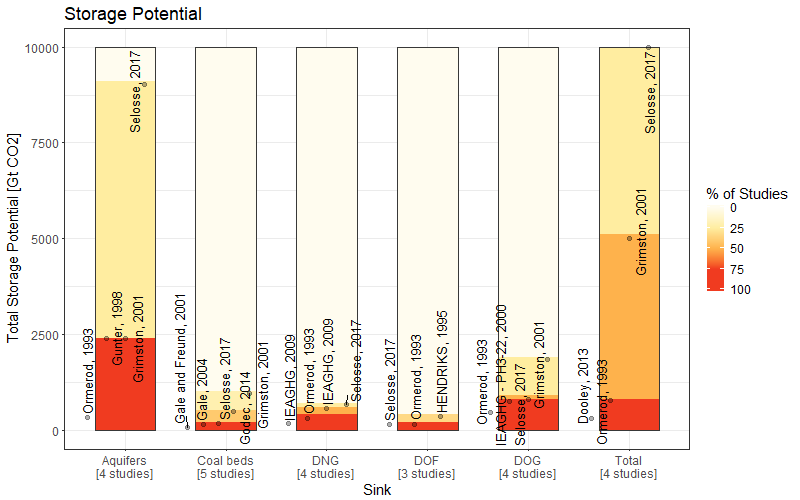 Storage Potential
Total Storage Potential [Gt CO2]
10000
7500
5000
2500
0
Ormerod, 1993
Gunter, 1998
Grimston, 2001
Selosse, 2017
Gale and Freund, 2001
Gale, 2004
Selosse, 2017
Godec, 2014
Grimston, 2001
IEAGHG, 2009
Ormerod, 1993
IEAGHG, 2009
Selosse, 2017
Selosse, 2017
Ormerod, 1993
HENDRIKS, 1995
Ormerod, 1993
IEAGHG - PH3-22, 2000
Selosse, 2017
Grimston, 2001
Dooley, 2013
Ormerod, 1993
Grimston, 2001
Selosse, 2017
Aquifers
[4 studies]
Coal beds
[5 studies]
DNG
[4 studies]
DOF
[3 studies]
DOG
[4 studies]
Total
[4 studies]
Sink
% of Studies
0
25
50
75
100